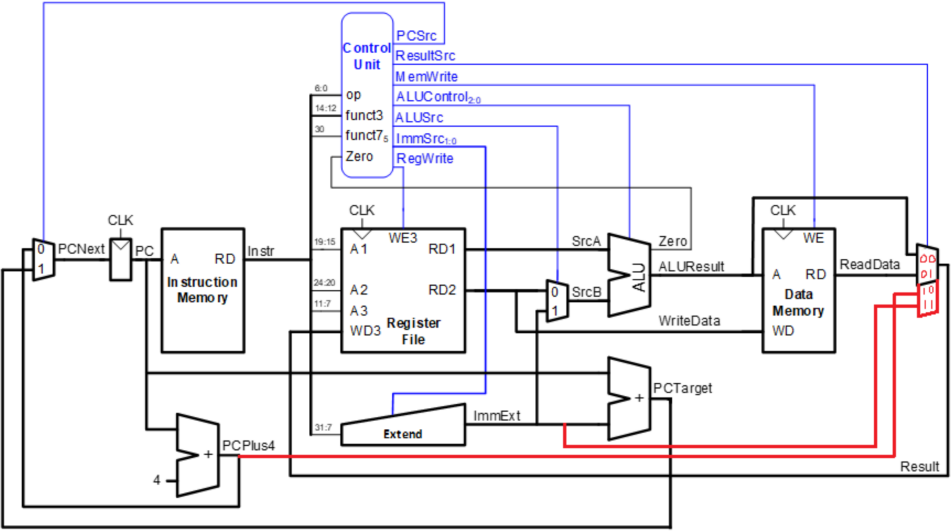 PCSrc
Control
Unit
ResultSrc
MemWrite
6:0
op
ALUControl2:0
14:12
funct3
ALUSrc
30
funct75
ImmSrc1:0
Zero
RegWrite
CLK
CLK
CLK
0
1
PCNext
PC
A
RD
Instr
Instruction
Memory
19:15
A1
WE3
RD1
SrcA
Zero
WE
24:20
A2
RD2
0
1
SrcB
ALU
ALUResult
A
RD
ReadData
00
01
10
11
11:7
A3
WD3
Register
File
WriteData
Data
Memory
WD
+
PCTarget
31:7
Extend
ImmExt
PCPlus4
+
4
Result